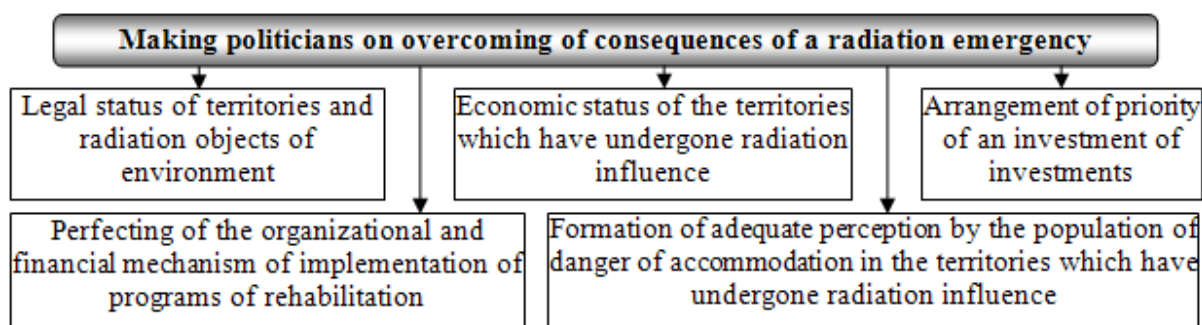 Making politicians on overcoming of consequences of a radiation emergency
Legal status of territories and
radiation objects of
environment
Economic status of the territories
which have undergone radiation
influence
Arrangement of priority
of an investment of
investments
Perfecting of the organizational and
financial mechanism of implementation of
programs of rehabilitation
Formation of adequate perception by the population of
danger of accommodation in the territories which have
undergone radiation influence